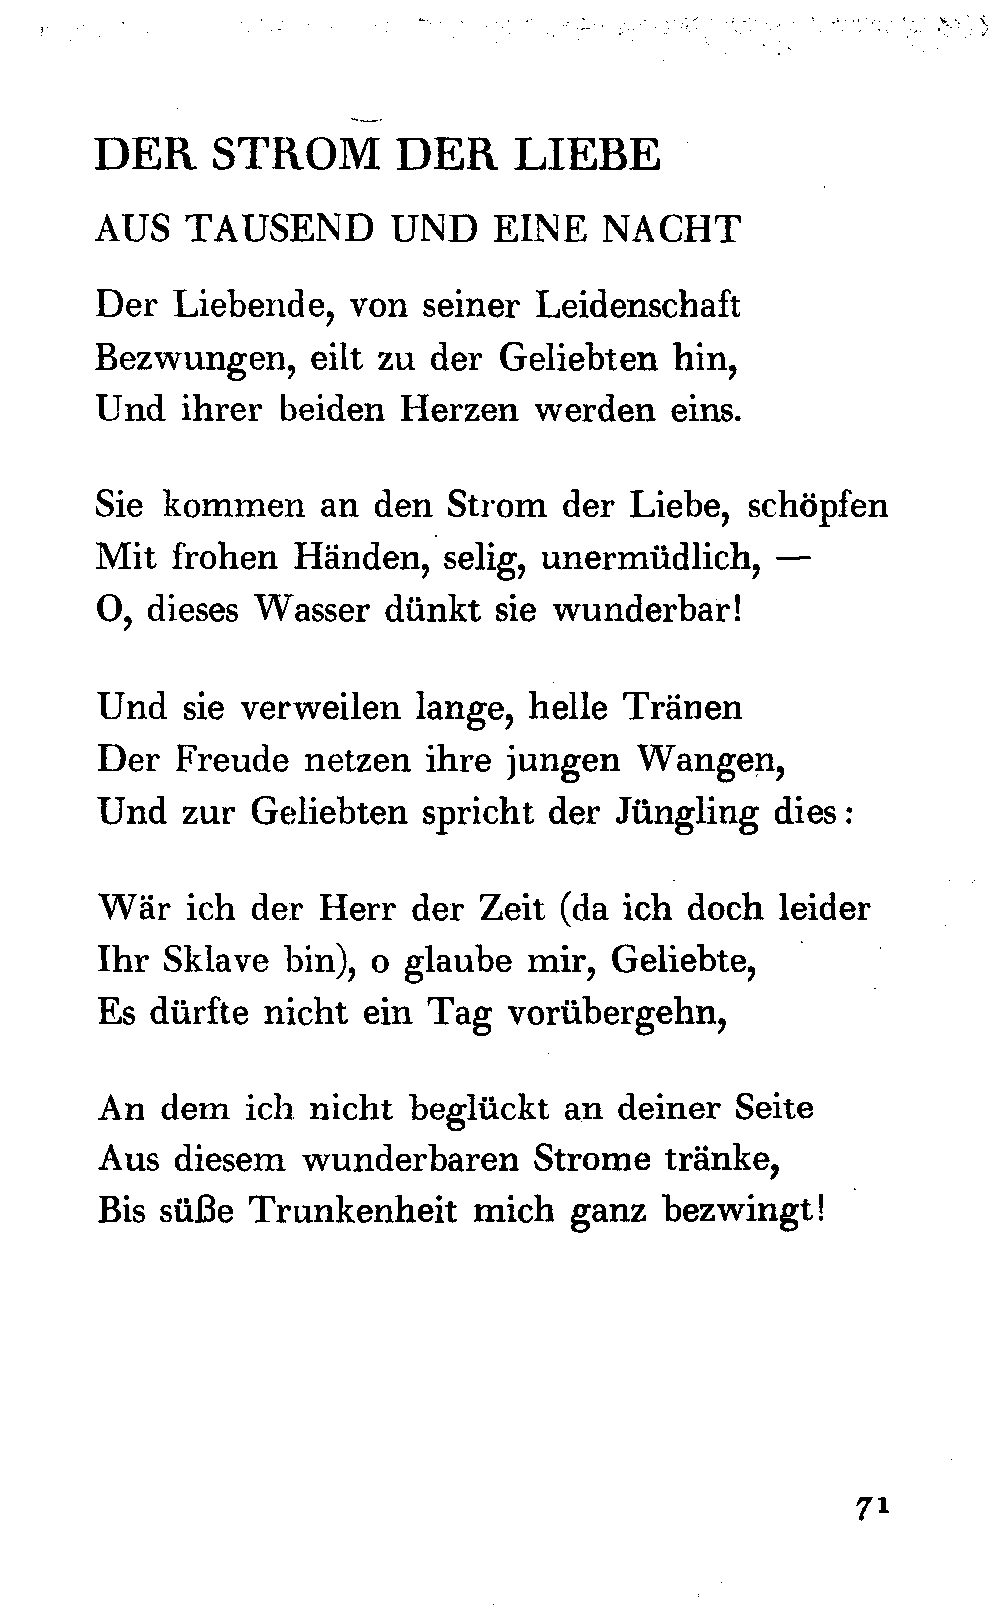 DER STROM DER LIEBE
AUS TAUSEND UND EINE NACHT
Der Liebende, von seiner Leidenschaft
Bezwungen, eilt zu der Geliebten hin,
Und ihrer beiden Herzen werden eins.
Sie kommen an den Strom der Liebe, schöpfen
Mit frohen Händen, selig, unermüdlich, —
O, dieses Wasser dünkt sie wunderbar!
Und sie verweilen lange, helle Tränen
Der Freude netzen ihre jungen Wangen,
Und zur Geliebten spricht der Jüngling dies:
Wär ich der Herr der Zeit (da ich doch leider
Ihr Sklave bin), o glaube mir, Geliebte,
Es dürfte nicht ein Tag vorübergehn,
An dem ich nicht beglückt an deiner Seite
Aus diesem wunderbaren Strome tränke,
Bis süße Trunkenheit mich ganz bezwingt!
71